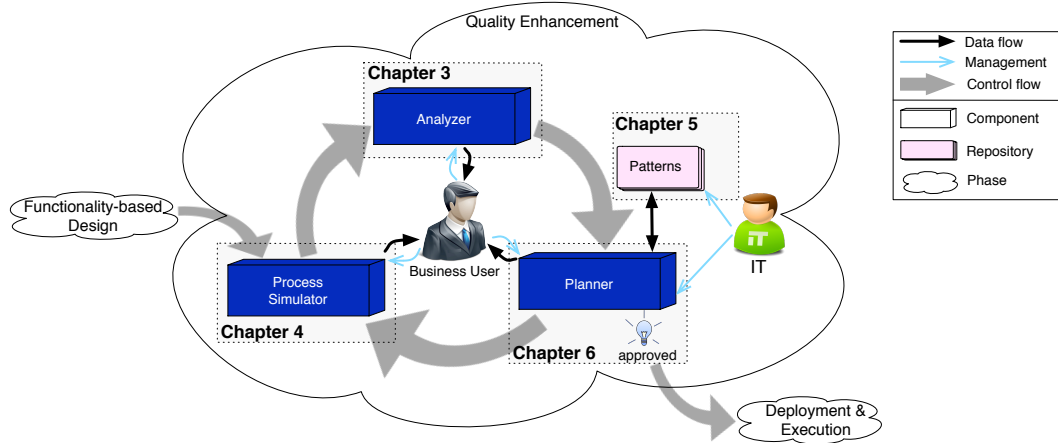 Quality Enhancement
Chapter 3
Analyzer
Chapter 5
Patterns
Functionality-based
Design
Business User
IT
IT
Process
Simulator
Chapter 4
Planner
Chapter 6
approved
Deployment &
Execution
Data flow
Management
Control flow
Component
Repository
Phase